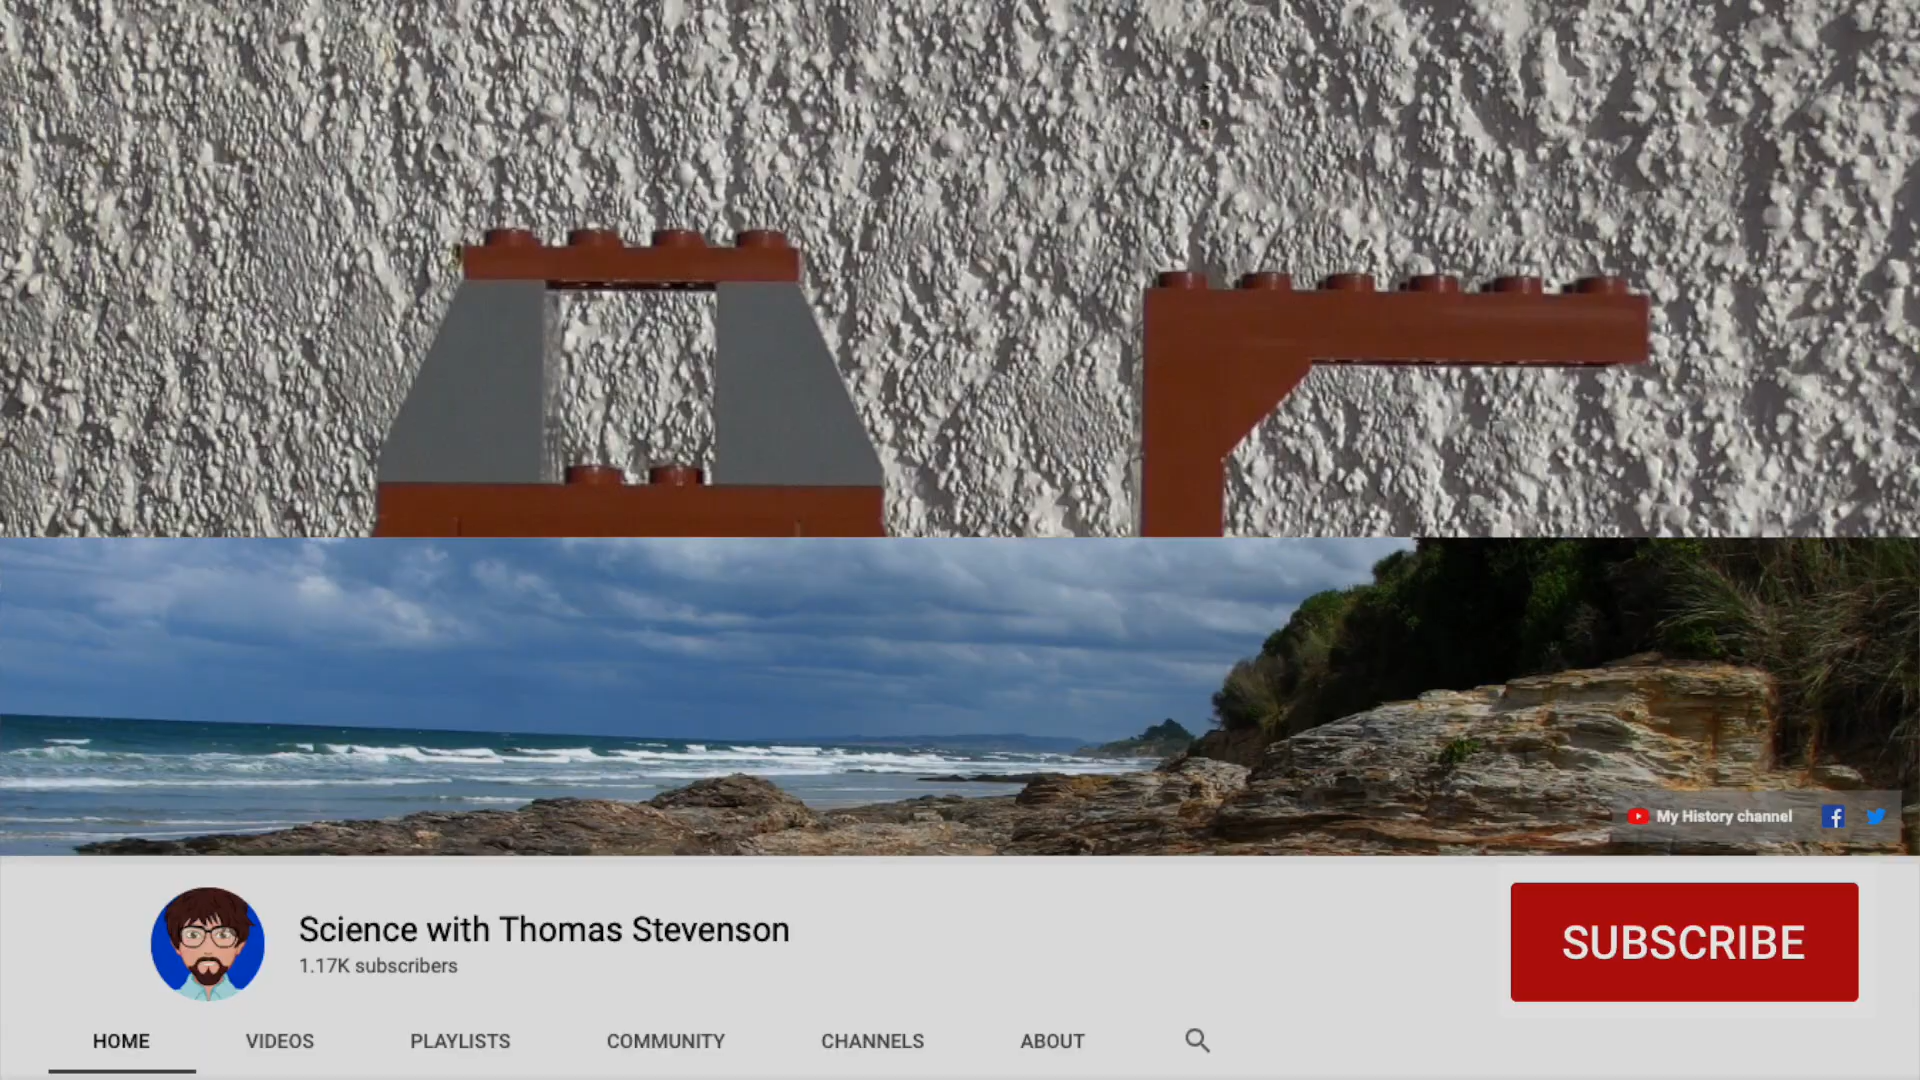 My History channel
Science with Thomas Stevenson
SUBSCRIBE
1.17K subscribers
HOME VIDEOS PLAYLISTS COMMUNITY CHANNELS ABOUT